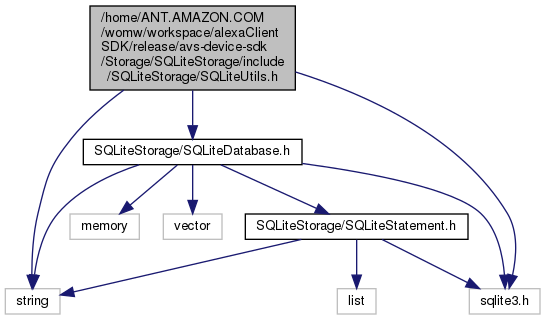 /home/ANT.AMAZON.COM
/womw/workspace/alexaClient
SDK/release/avs-device-sdk
/Storage/SQLiteStorage/include
/SQLiteStorage/SQLiteUtils.h
SQLiteStorage/SQLiteDatabase.h
memory
vector
SQLiteStorage/SQLiteStatement.h
string
list
sqlite3.h